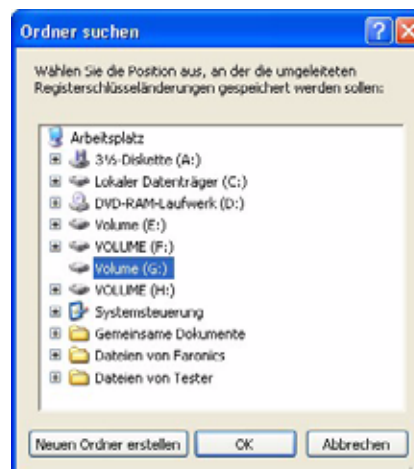 Ordner suchen
Wählen Sie die Position aus, an der die umgeleiteten
Registerschlüsseländerungen gespeichert werden sollen:
Arbeitsplatz
3½-Diskette (A:)
Lokaler Datenträger (C:)
DVD-RAM-Laufwerk (D:)
Volume (E:)
VOLUME (F:)
Volume (G:)
VOLUME (H:)
Systemsteuerung
Gemeinsame Dokumente
Dateien von Faronics
Dateien von Tester
Neuen Ordner erstellen OK Abbrechen